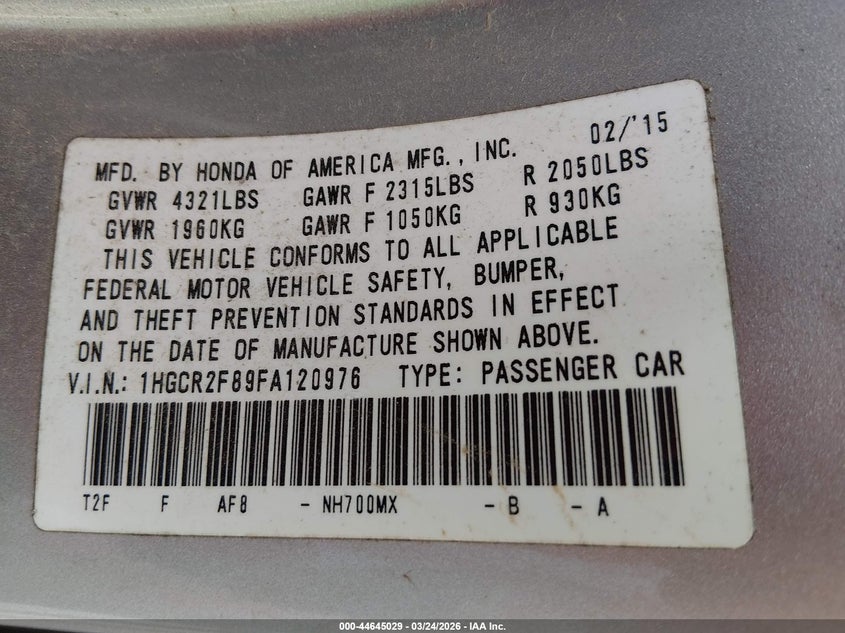 02/'15
MFD. BY HONDA OF AMERICA MFG., INC.
GVWR 4321LBS GAWR F 2315LBS R 2050LBS
GVWR 1960KG GAWR F 1050KG R 930KG
THIS VEHICLE CONFORMS TO ALL APPLICABLE
FEDERAL MOTOR VEHICLE SAFETY, BUMPER,
AND THEFT PREVENTION STANDARDS IN EFFECT
ON THE DATE OF MANUFACTURE SHOWN ABOVE.
V.I.N.: 1HGCR2F89FA120976 TYPE: PASSENGER CAR
T2F F AF8 - NH700MX - B - A
000-44645029 - 03/24/2026 - IAA Inc.